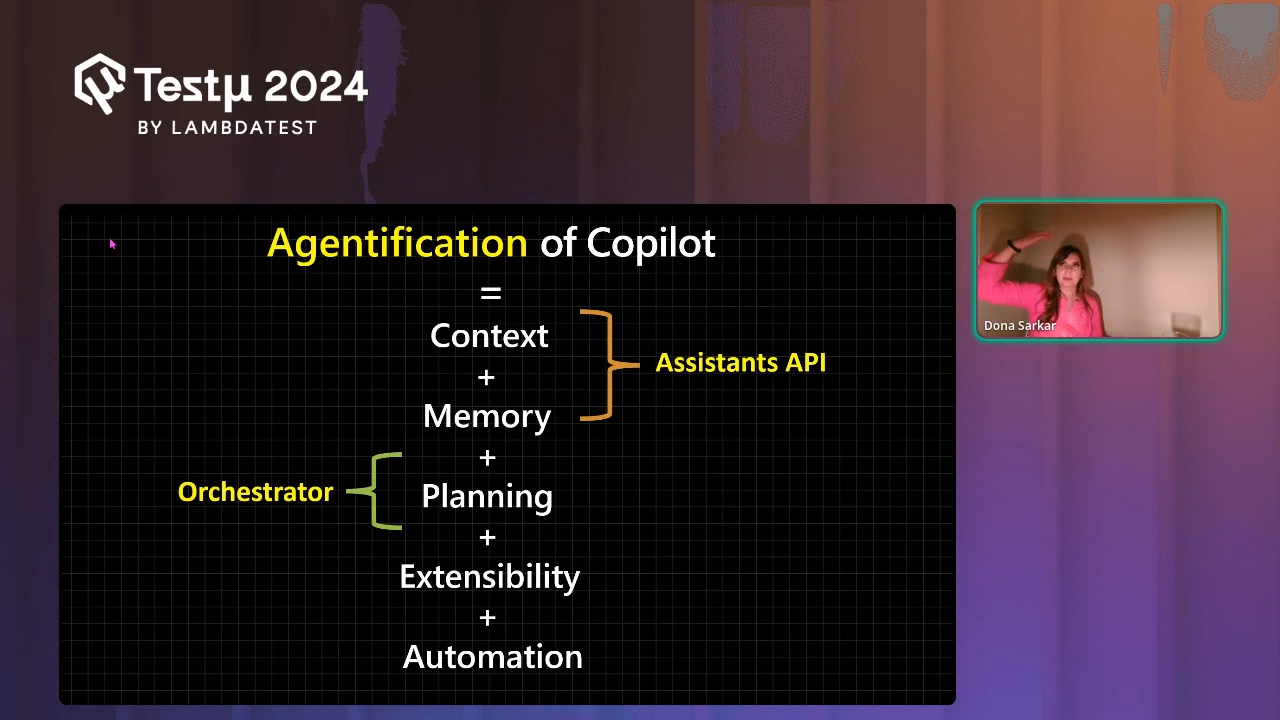 Testμ 2024
BY LAMBDATEST
Agentification of Copilot
=
Context
+
Assistants API
Memory
+
Orchestrator
Planning
+
Extensibility
+
Automation
Dona Sarkar